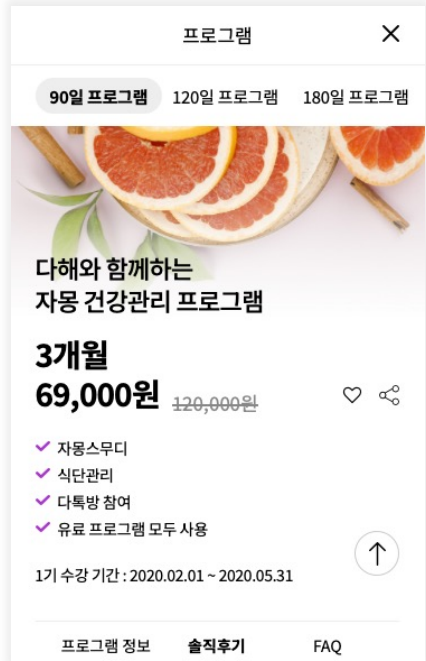 프로그램
90일 프로그램 120일 프로그램 180일 프로그램
다해와 함께하는
자몽 건강관리 프로그램
3개월
69,000원 120,000원
자몽스무디
식단관리
다톡방 참여
유료 프로그램 모두 사용
1기 수강 기간 : 2020.02.01 ~ 2020.05.31
프로그램 정보 솔직후기 FAQ